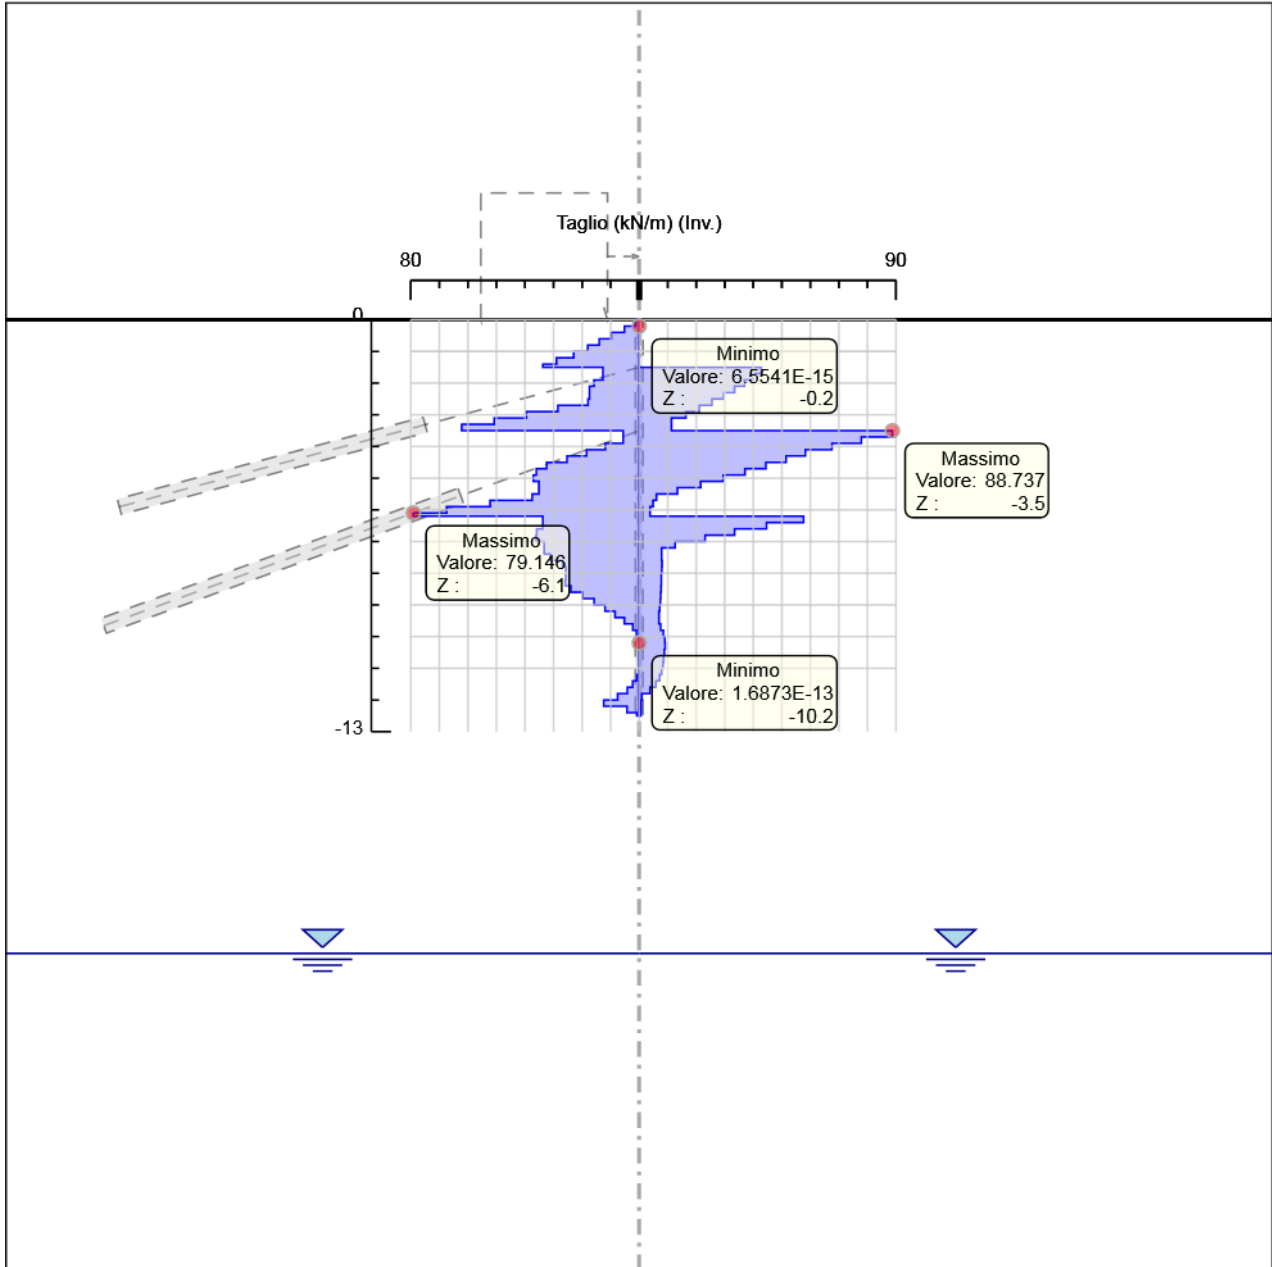 Taglio (kN/m) (Inv.)
80
90
0
Minimo
Valore: 6.5541E-15
Z : -0.2
Massimo
Valore: 88.737
Z : -3.5
Massimo
Valore: 79.146
Z : -6.1
Minimo
Valore: 1.6873E-13
Z : -10.2
-13